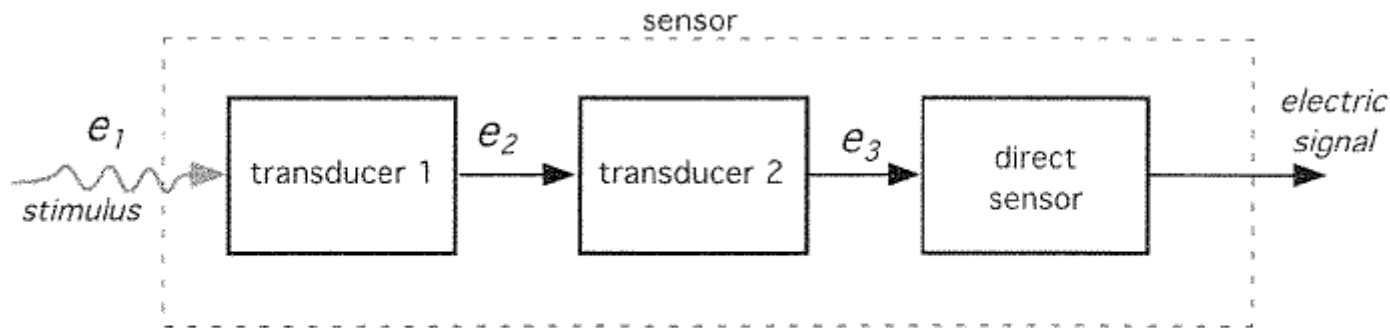 sensor
e1
stimulus
transducer 1
e2
transducer 2
e3
direct
sensor
electric
signal